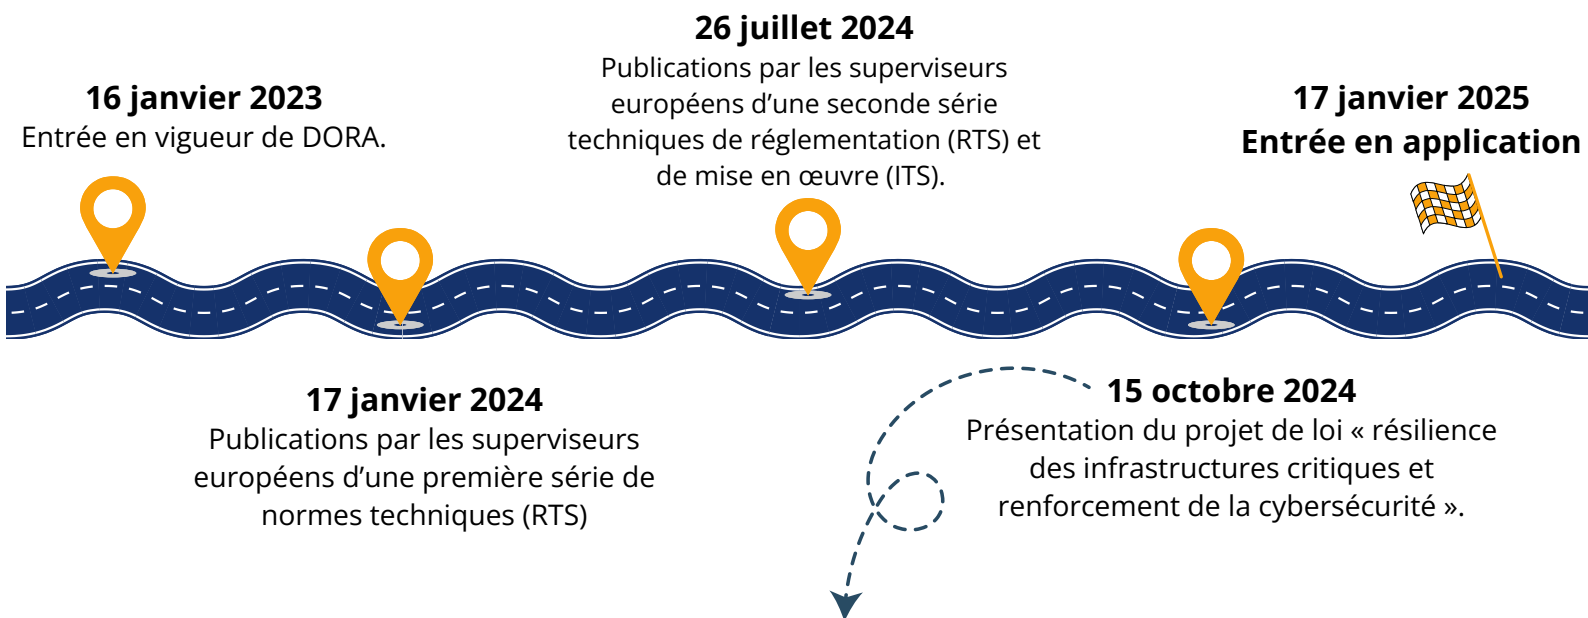 16 janvier 2023
Entrée en vigueur de DORA.
17 janvier 2024
Publications par les superviseurs
européens d’une première série de
normes techniques (RTS)
26 juillet 2024
Publications par les superviseurs
européens d’une seconde série
techniques de réglementation (RTS) et
de mise en œuvre (ITS).
15 octobre 2024
Présentation du projet de loi « résilience
des infrastructures critiques et
renforcement de la cybersécurité ».
17 janvier 2025
Entrée en application